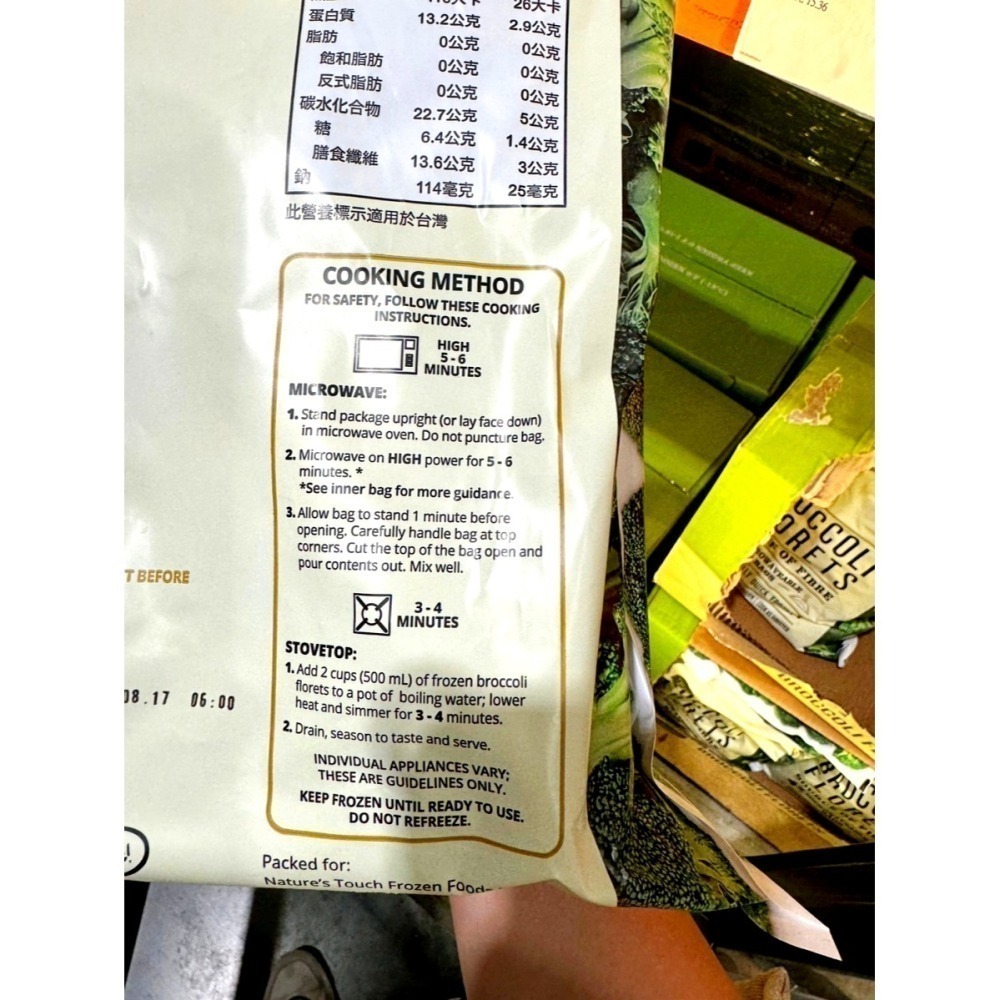 26大卡
蛋白質 13.2公克 2.9公克
脂肪 0公克 0公克
飽和脂肪 0公克 0公克
反式脂肪 0公克 0公克
碳水化合物 22.7公克 5公克
糖 6.4公克 1.4公克
膳食纖維 13.6公克 3公克
鈉 114毫克 25毫克
此營養標示適用於台灣
COOKING METHOD
FOR SAFETY, FOLLOW THESE COOKING
INSTRUCTIONS.
HIGH
5 - 6
MINUTES
MICROWAVE:
1. Stand package upright (or lay face down)
in microwave oven. Do not puncture bag.
2. Microwave on HIGH power for 5 - 6
minutes. *
*See inner bag for more guidance.
3. Allow bag to stand 1 minute before
opening. Carefully handle bag at top
corners. Cut the top of the bag open and
pour contents out. Mix well.
3 - 4
MINUTES
STOVETOP:
1. Add 2 cups (500 mL) of frozen broccoli
florets to a pot of boiling water; lower
heat and simmer for 3 - 4 minutes.
2. Drain, season to taste and serve.
INDIVIDUAL APPLIANCES VARY;
THESE ARE GUIDELINES ONLY.
KEEP FROZEN UNTIL READY TO USE.
DO NOT REFREEZE.
Packed for:
Nature's Touch Frozen Food
T BEFORE
08.17 06:00
UCCOLI
ORETS
E OF FIBRE